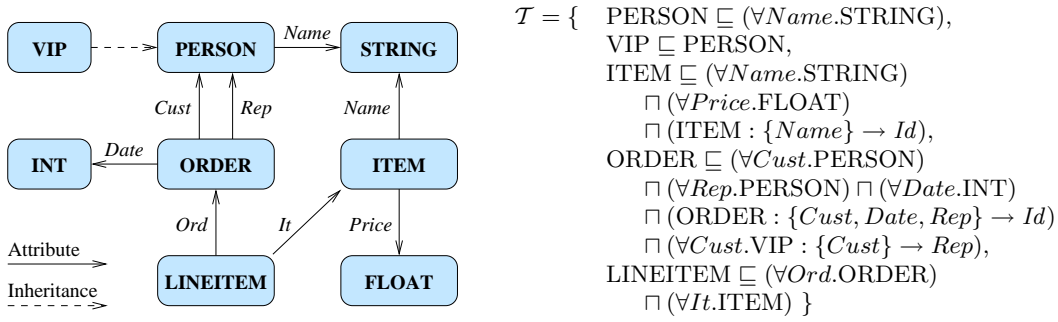 VIP PERSON Name STRING
Cust Rep Name
INT Date ORDER ITEM
Ord It Price
Attribute
LINEITEM FLOAT
Inheritance
𝒯 = { PERSON ⊑ (∀Name.STRING),
VIP ⊑ PERSON,
ITEM ⊑ (∀Name.STRING)
⊓ (∀Price.FLOAT)
⊓ (ITEM : {Name} → Id),
ORDER ⊑ (∀Cust.PERSON)
⊓ (∀Rep.PERSON) ⊓ (∀Date.INT)
⊓ (ORDER : {Cust, Date, Rep} → Id)
⊓ (∀Cust.VIP : {Cust} → Rep),
LINEITEM ⊑ (∀Ord.ORDER)
⊓ (∀It.ITEM) }